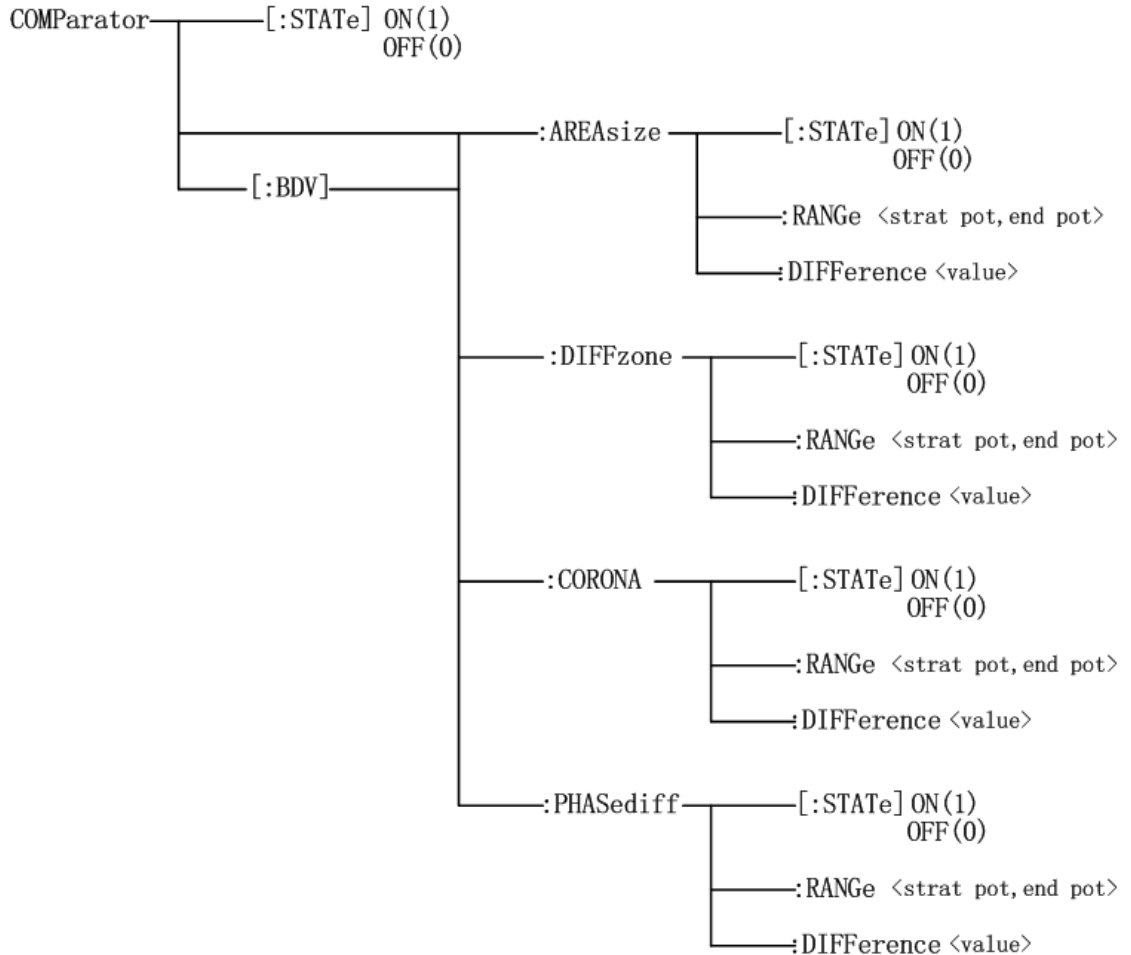 COMParator [:STATe] ON(1)
OFF(0)
:AREAsize [:STATe] ON(1)
OFF(0)
[:BDV]
:RANGe <strat pot,end pot>
:DIFFerence <value>
:DIFFzone [:STATe] ON(1)
OFF(0)
:RANGe <strat pot,end pot>
:DIFFerence <value>
:CORONA [:STATe] ON(1)
OFF(0)
:RANGe <strat pot,end pot>
:DIFFerence <value>
:PHASediff [:STATe] ON(1)
OFF(0)
:RANGe <strat pot,end pot>
:DIFFerence <value>